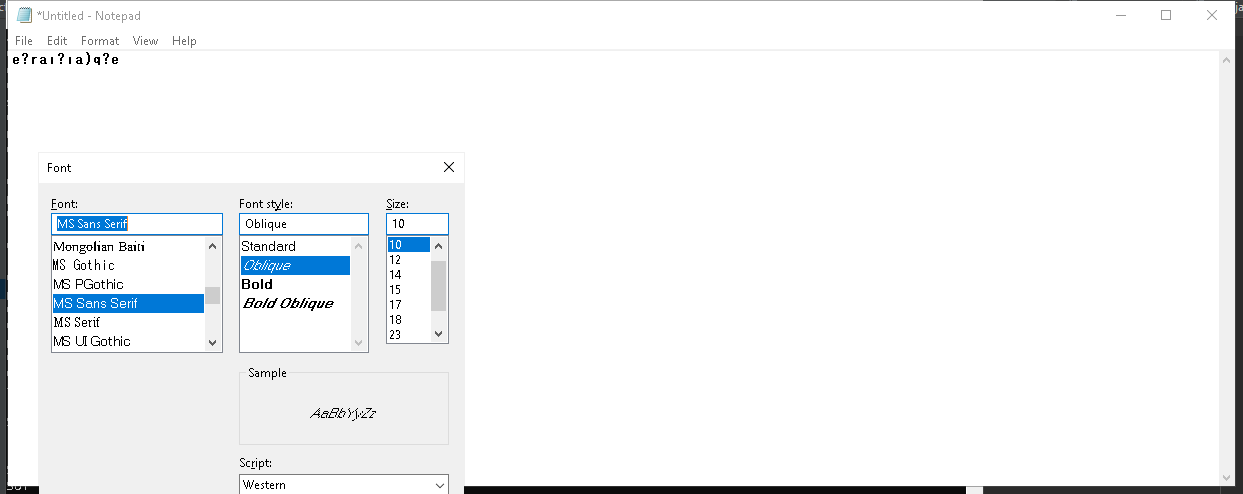 *Untitled - Notepad
File Edit Format View Help
e?raı?ıa)q?e
Font
Font: Font style: Size:
MS Sans Serif Oblique 10
Mongolian Baiti Standard 10
MS Gothic Oblique 12
MS PGothic Bold 14
MS Sans Serif Bold Oblique 15
MS Serif 17
MS UI Gothic 18
23
Sample
AaBbYyZz
Script:
Western